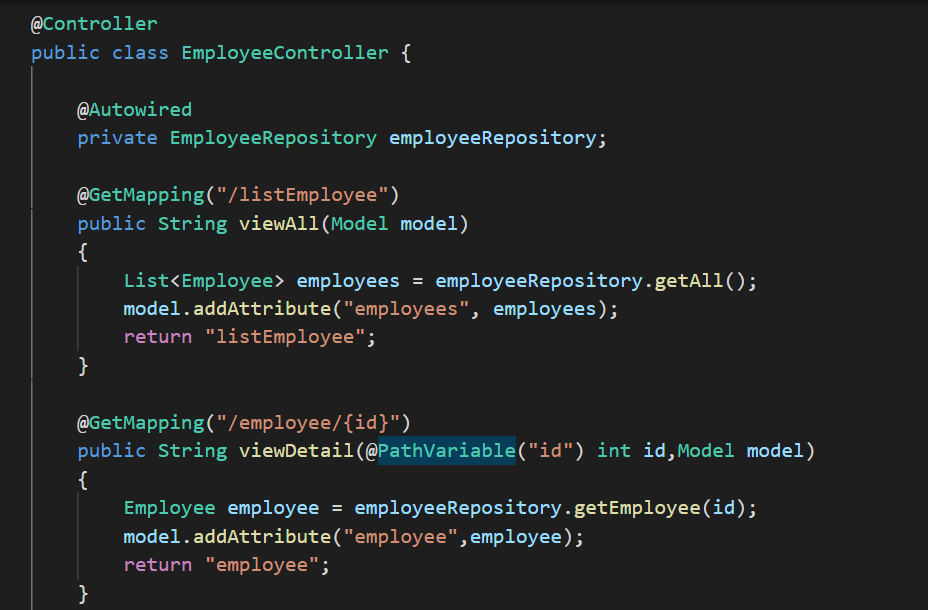 @Controller
public class EmployeeController {
@Autowired
private EmployeeRepository employeeRepository;
@GetMapping("/listEmployee")
public String viewAll(Model model)
{
List<Employee> employees = employeeRepository.getAll();
model.addAttribute("employees", employees);
return "listEmployee";
}
@GetMapping("/employee/{id}")
public String viewDetail(@PathVariable("id") int id,Model model)
{
Employee employee = employeeRepository.getEmployee(id);
model.addAttribute("employee",employee);
return "employee";
}